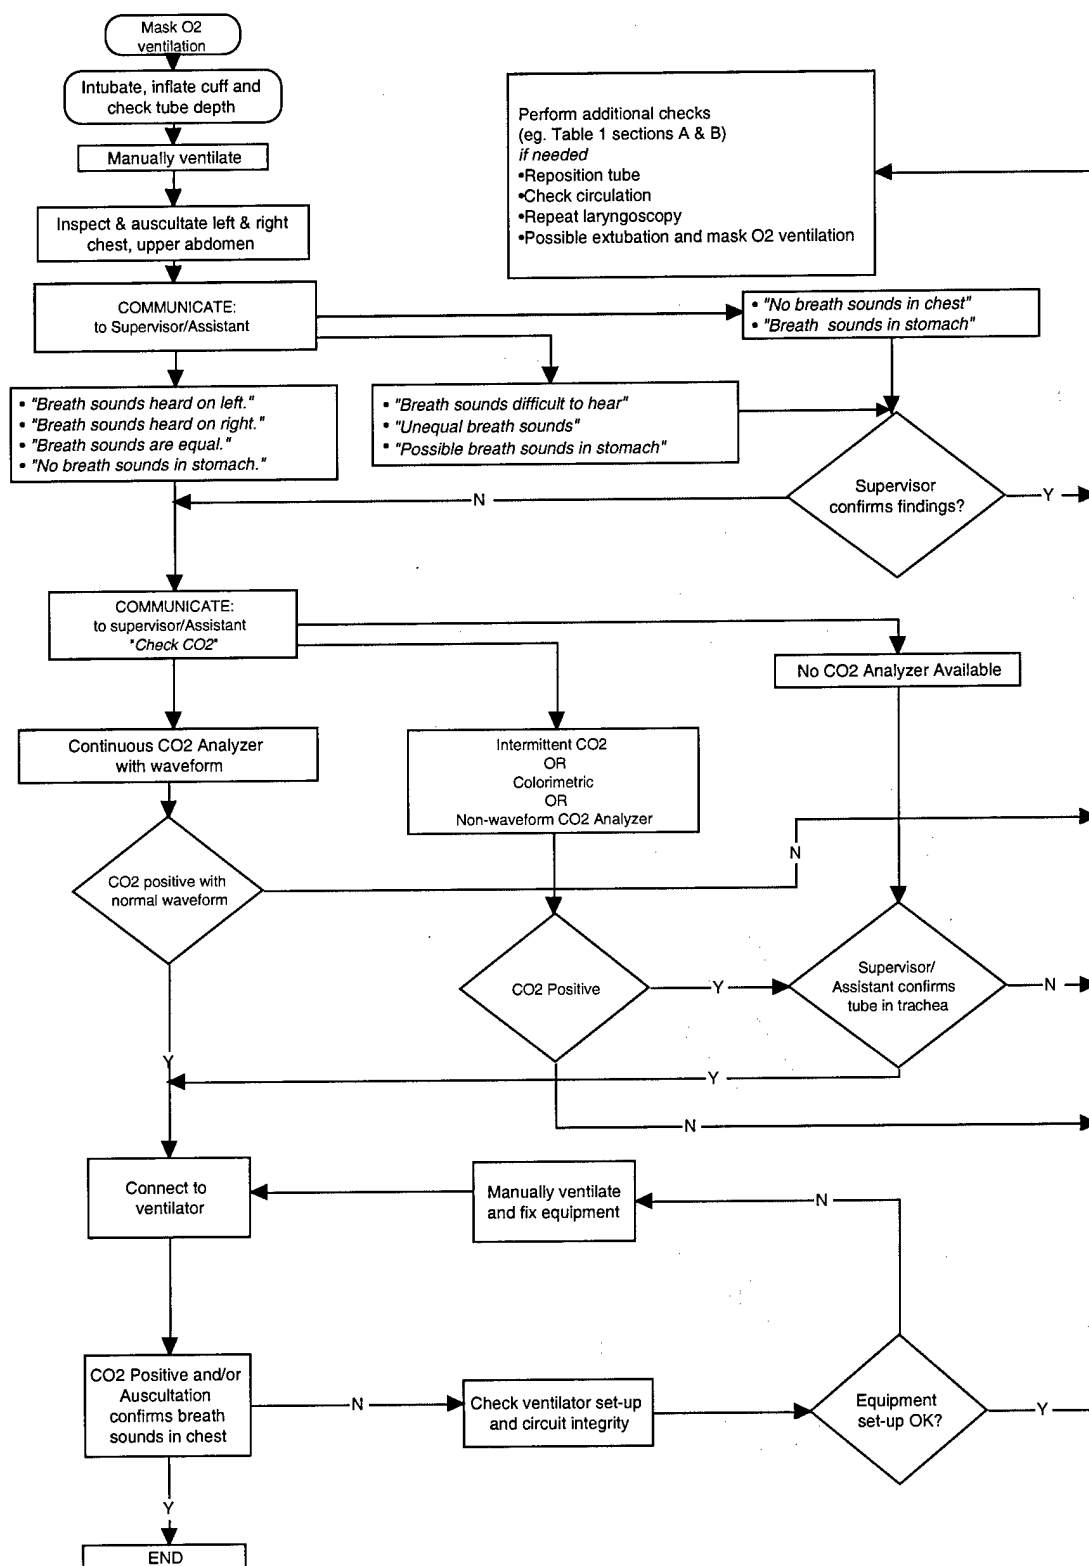 Mask O2
ventilation
Intubate, inflate cuff and
check tube depth
Manually ventilate
Inspect & auscultate left & right
chest, upper abdomen
COMMUNICATE:
to Supervisor/Assistant
Perform additional checks
(eg. Table 1 sections A & B)
if needed
•Reposition tube
•Check circulation
•Repeat laryngoscopy
•Possible extubation and mask O2 ventilation
• "No breath sounds in chest"
• "Breath sounds in stomach"
• "Breath sounds heard on left."
• "Breath sounds heard on right."
• "Breath sounds are equal."
• "No breath sounds in stomach."
• "Breath sounds difficult to hear"
• "Unequal breath sounds"
• "Possible breath sounds in stomach"
Supervisor
confirms findings?
N
Y
COMMUNICATE:
to supervisor/Assistant
"Check CO2"
No CO2 Analyzer Available
Continuous CO2 Analyzer
with waveform
Intermittent CO2
OR
Colorimetric
OR
Non-waveform CO2 Analyzer
CO2 positive with
normal waveform
N
CO2 Positive
Y
Supervisor/
Assistant confirms
tube in trachea
N
Y
Y
N
Connect to
ventilator
Manually ventilate
and fix equipment
N
CO2 Positive and/or
Auscultation
confirms breath
sounds in chest
N
Check ventilator set-up
and circuit integrity
Equipment
set-up OK?
Y
Y
END